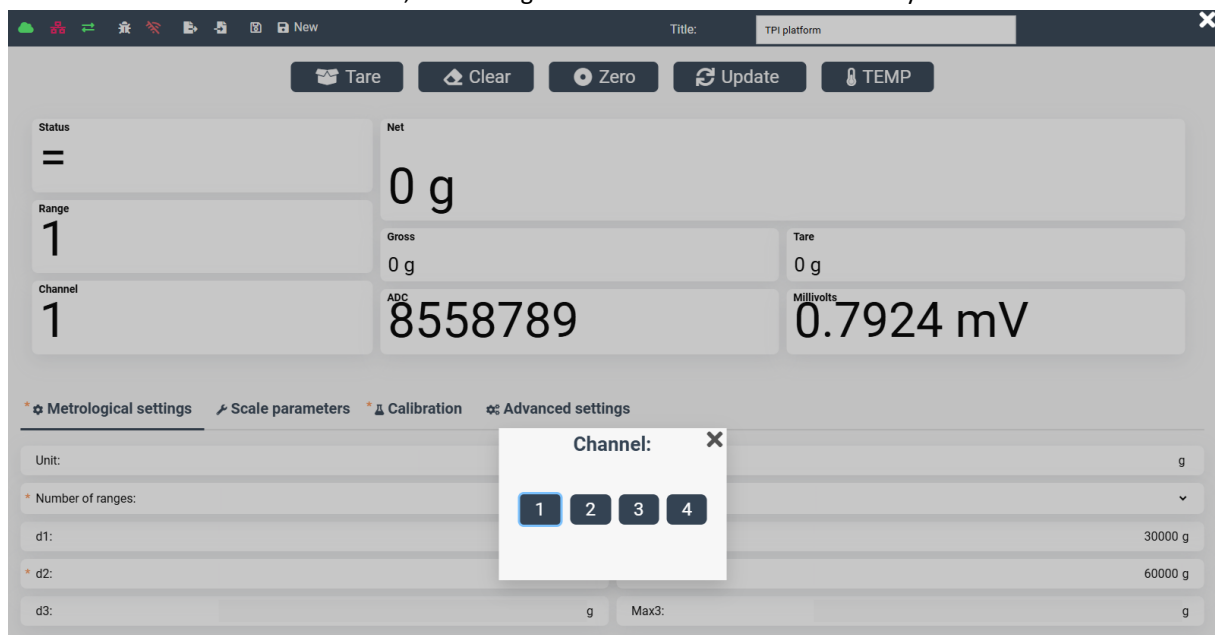 New Title: TPI platform
Tare Clear Zero Update TEMP
Status
=
Net
0 g
Range
1
Gross
0 g
Tare
0 g
Channel
1
ADC
8558789
Millivolts
0.7924 mV
* Metrological settings Scale parameters * Calibration Advanced settings
Channel:
1 2 3 4
Unit: g
* Number of ranges:
d1: 30000 g
* d2: 60000 g
d3: g Max3: g